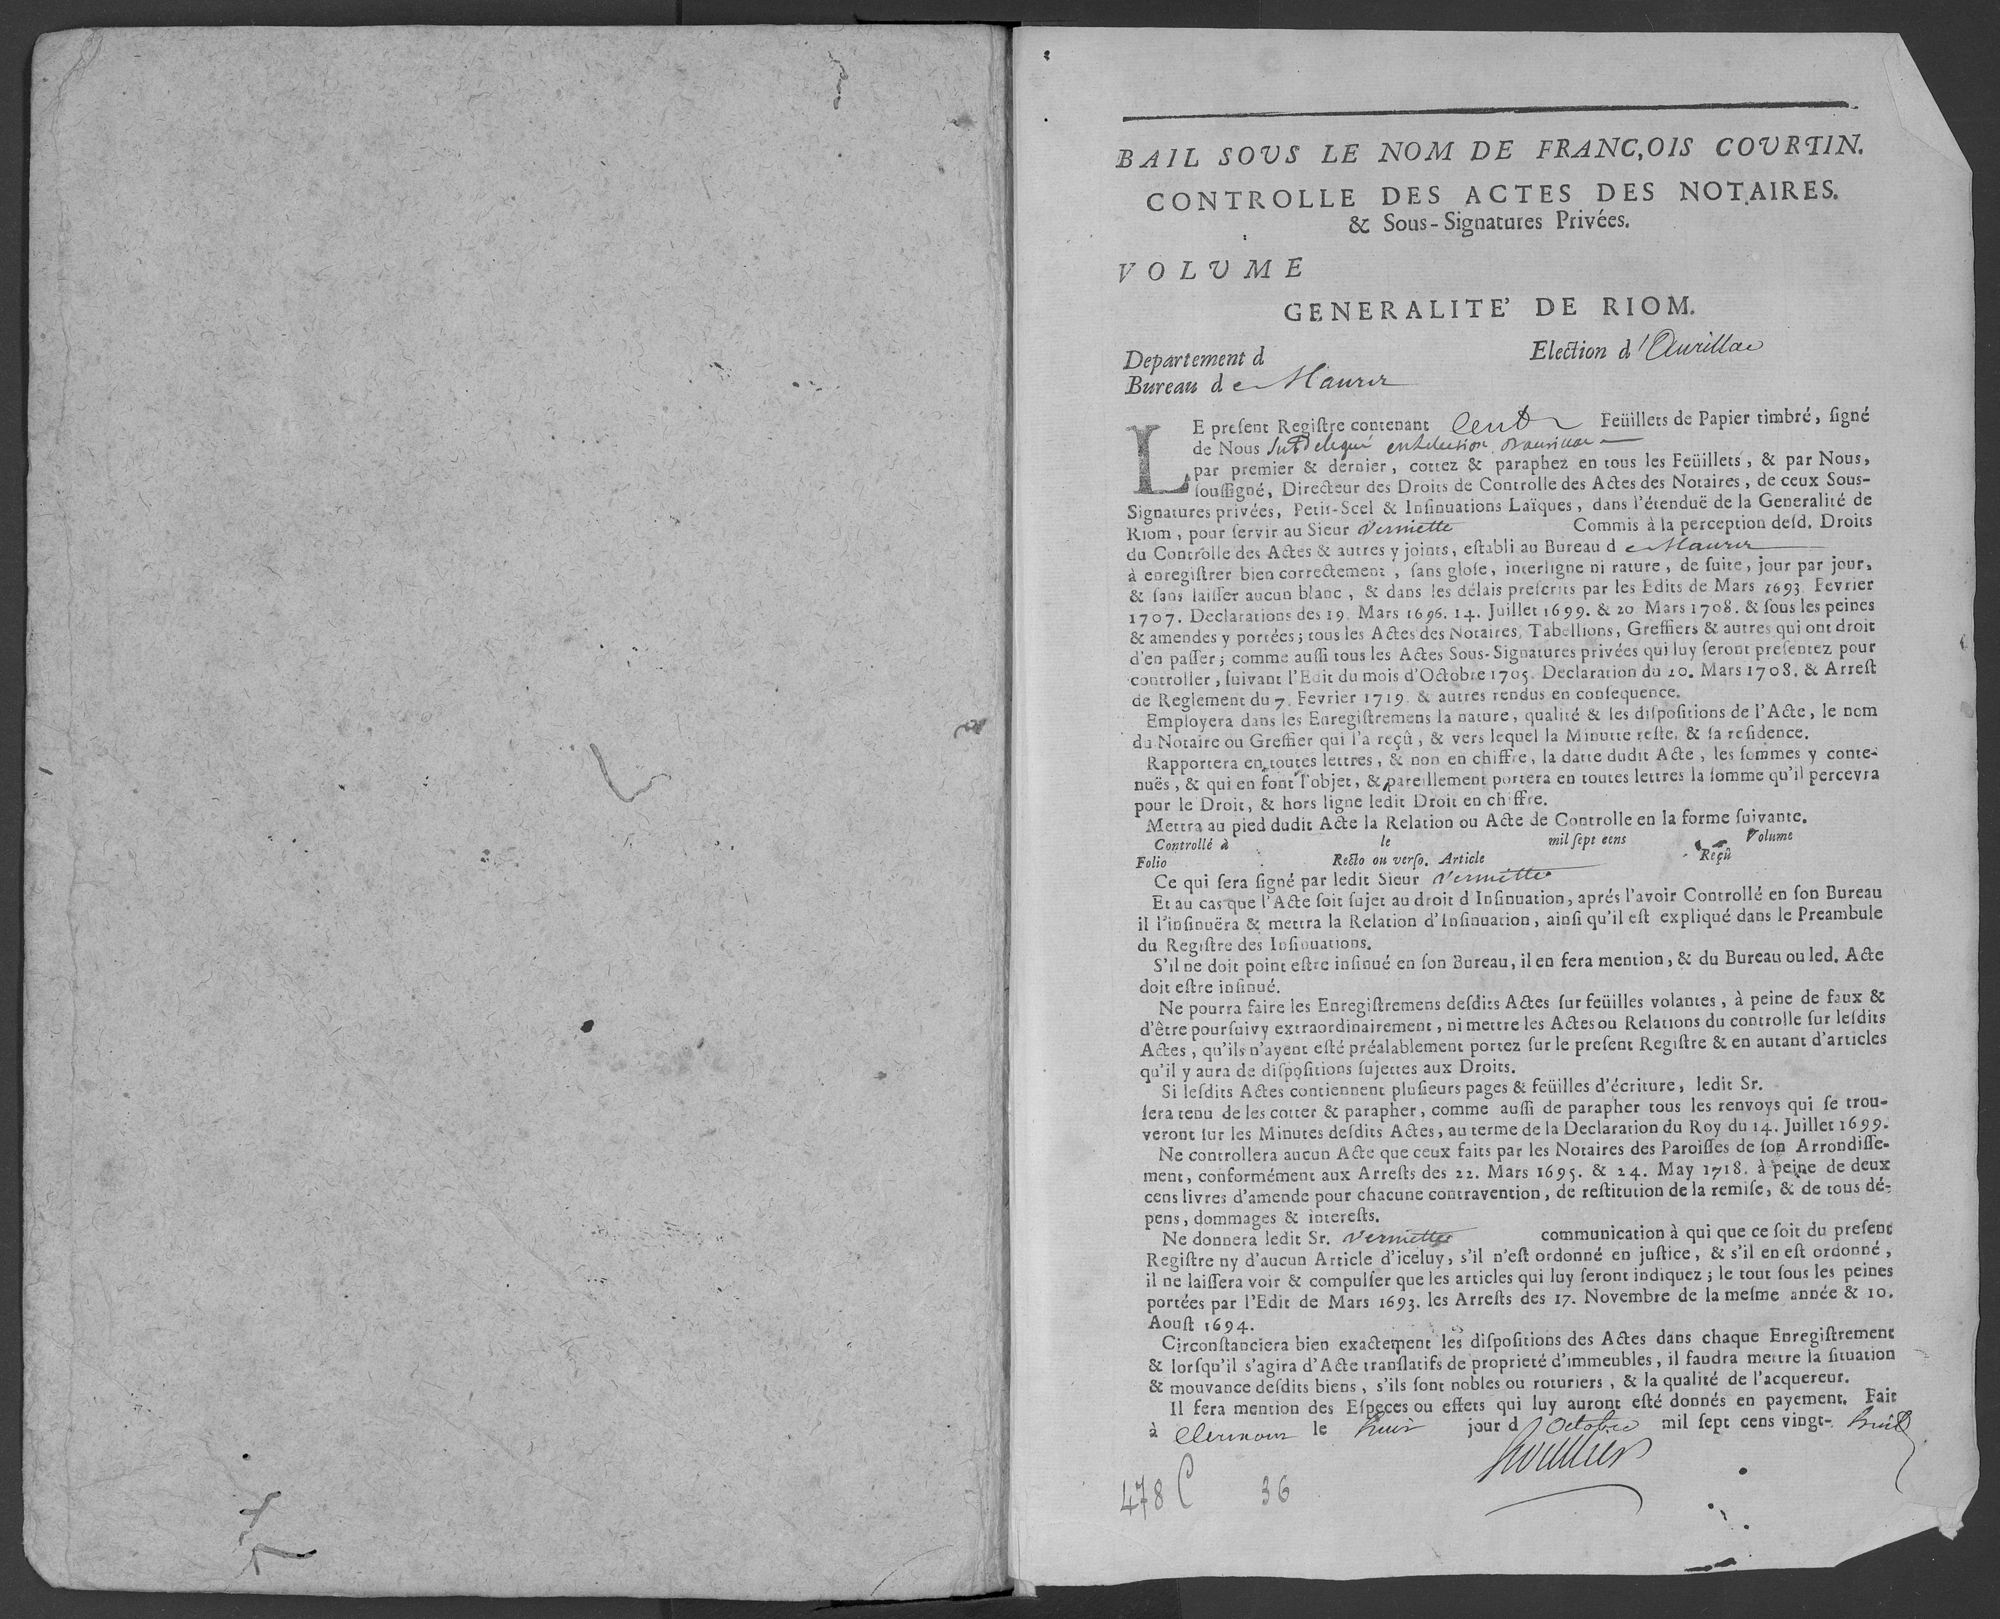 BAIL SOUS LE NOM DE FRANC,OIS COURTIN.
CONTROLLE DES ACTES DES NOTAIRES.
& Sous-Signatures Privées.
VOLUME
GENERALITE' DE RIOM.
Departement d
Election d'Aurillac
Bureau de Maurs
LE preſent Regiſtre contenant Cent Feüillets de Papier timbré, ſigné
de Nous Subdelegué en l'election d'aurillac
par premier & dernier, cottez & paraphez en tous les Feüillets, & par Nous,
ſouſſigné, Directeur des Droits de Controlle des Actes des Notaires, de ceux Sous-
Signatures privées, Petit-Scel & Inſinuations Laïques, dans l'étenduë de la Generalité de
Riom, pour ſervir au Sieur Vermette Commis à la perception deſd. Droits
du Controlle des Actes & autres y joints, eſtabli au Bureau de Maurs
à enregiſtrer bien correctement, ſans gloſe, interligne ni rature, de ſuite, jour par jour,
& ſans laiſſer aucun blanc, & dans les délais preſcrits par les Edits de Mars 1693. Fevrier
1707. Declarations des 19. Mars 1696. 14. Juillet 1699. & 20 Mars 1708. & ſous les peines
& amendes y portées; tous les Actes des Notaires, Tabellions, Greffiers & autres qui ont droit
d'en paſſer; comme auſſi tous les Actes Sous-Signatures privées qui luy ſeront preſentez pour
controller, ſuivant l'Edit du mois d'Octobre 1705. Declaration du 20. Mars 1708. & Arreſt
de Reglement du 7. Fevrier 1719. & autres rendus en conſequence.
Employera dans les Enregiſtremens la nature, qualité & les diſpoſitions de l'Acte, le nom
du Notaire ou Greffier qui l'a reçû, & vers lequel la Minutte reſte, & ſa reſidence.
Rapportera en toutes lettres, & non en chiffre, la datte dudit Acte, les ſommes y conte-
nuës, & qui en font l'objet, & pareillement portera en toutes lettres la ſomme qu'il percevra
pour le Droit, & hors ligne ledit Droit en chiffre.
Mettra au pied dudit Acte la Relation ou Acte de Controlle en la forme ſuivante.
Controllé à le mil ſept cens Volume
Folio Recto ou verſo. Article Reçû
Ce qui ſera ſigné par ledit Sieur Vermette
Et au cas que l'Acte ſoit ſujet au droit d'Inſinuation, aprés l'avoir Controllé en ſon Bureau
il l'inſinuëra & mettra la Relation d'Inſinuation, ainſi qu'il eſt expliqué dans le Preambule
du Regiſtre des Inſinuations.
S'il ne doit point eſtre inſinué en ſon Bureau, il en fera mention, & du Bureau ou led. Acte
doit eſtre inſinué.
Ne pourra faire les Enregiſtremens deſdits Actes ſur feüilles volantes, à peine de faux &
d'être pourſuivy extraordinairement, ni mettre les Actes ou Relations du controlle ſur leſdits
Actes, qu'ils n'ayent eſté préalablement portez ſur le preſent Regiſtre & en autant d'articles
qu'il y aura de diſpoſitions ſujettes aux Droits.
Si leſdits Actes contiennent pluſieurs pages & feüilles d'écriture, ledit Sr.
ſera tenu de les cotter & parapher, comme auſſi de parapher tous les renvoys qui ſe trou-
veront ſur les Minutes deſdits Actes, au terme de la Declaration du Roy du 14. Juillet 1699.
Ne controllera aucun Acte que ceux faits par les Notaires des Paroiſſes de ſon Arrondiſſe-
ment, conformément aux Arreſts des 22. Mars 1695. & 24. May 1718. à peine de deux
cens livres d'amende pour chacune contravention, de reſtitution de la remiſe, & de tous dé-
pens, dommages & intereſts.
Ne donnera ledit Sr. Vermette communication à qui que ce ſoit du preſent
Regiſtre ny d'aucun Article d'iceluy, s'il n'eſt ordonné en juſtice, & s'il en eſt ordonné,
il ne laiſſera voir & compulſer que les articles qui luy ſeront indiquez; le tout ſous les peines
portées par l'Edit de Mars 1693. les Arreſts des 17. Novembre de la meſme année & 10.
Aouſt 1694.
Circonſtanciera bien exactement les diſpoſitions des Actes dans chaque Enregiſtrement
& lorſqu'il s'agira d'Acte tranſlatifs de proprieté d'immeubles, il faudra mettre la ſituation
& mouvance deſdits biens, s'ils ſont nobles ou roturiers, & la qualité de l'acquereur.
Il fera mention des Eſpeces ou effets qui luy auront eſté donnés en payement. Fait
à Clermont le huit jour d'Octobre mil ſept cens vingt-huit
478 C 36